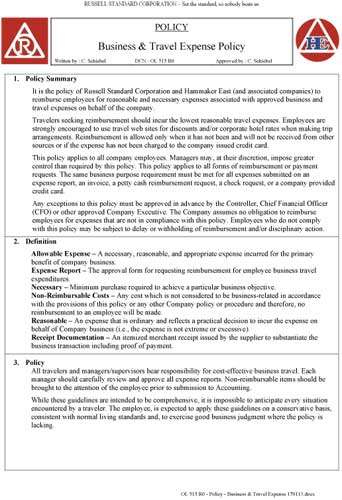 RUSSELL STANDARD CORPORATION - Set the standard, so nobody beats us
POLICY
Business & Travel Expense Policy
Written by : C. Schiebel DCN : OL 515 R0 Approved by : C. Schiebel
1. Policy Summary
It is the policy of Russell Standard Corporation and Hammaker East (and associated companies) to
reimburse employees for reasonable and necessary expenses associated with approved business and
travel expenses on behalf of the company.
Travelers seeking reimbursement should incur the lowest reasonable travel expenses. Employees are
strongly encouraged to use travel web sites for discounts and/or corporate hotel rates when making trip
arrangements. Reimbursement is allowed only when it has not been and will not be received from other
sources or if the expense has not been charged to the company issued credit card.
This policy applies to all company employees. Managers may, at their discretion, impose greater
control than required by this policy. This policy applies to all forms of reimbursement or payment
requests. The same business purpose requirement must be met for all expenses submitted on an
expense report, an invoice, a petty cash reimbursement request, a check request, or a company provided
credit card.
Any exceptions to this policy must be approved in advance by the Controller, Chief Financial Officer
(CFO) or other approved Company Executive. The Company assumes no obligation to reimburse
employees for expenses that are not in compliance with this policy. Employees who do not comply
with this policy may be subject to delay or withholding of reimbursement and/or disciplinary action.
2. Definition
Allowable Expense – A necessary, reasonable, and appropriate expense incurred for the primary
benefit of company business.
Expense Report – The approval form for requesting reimbursement for employee business travel
expenditures.
Necessary – Minimum purchase required to achieve a particular business objective.
Non-Reimbursable Costs – Any cost which is not considered to be business-related in accordance
with the provisions of this policy or any other Company policy or procedure and therefore, no
reimbursement to an employee will be made.
Reasonable – An expense that is ordinary and reflects a practical decision to incur the expense on
behalf of Company business (i.e., the expense is not extreme or excessive)
Receipt Documentation – An itemized merchant receipt issued by the supplier to substantiate the
business transaction including proof of payment.
3. Policy
All travelers and managers/supervisors bear responsibility for cost-effective business travel. Each
manager should carefully review and approve all expense reports. Non-reimbursable items should be
brought to the attention of the employee prior to submission to Accounting.
While these guidelines are intended to be comprehensive, it is impossible to anticipate every situation
encountered by a traveler. The employee, is expected to apply these guidelines on a conservative basis,
consistent with normal living standards and, to exercise good business judgment where the policy is
lacking.
OL 515 R0 - Policy - Business & Travel Expense 179113.docx